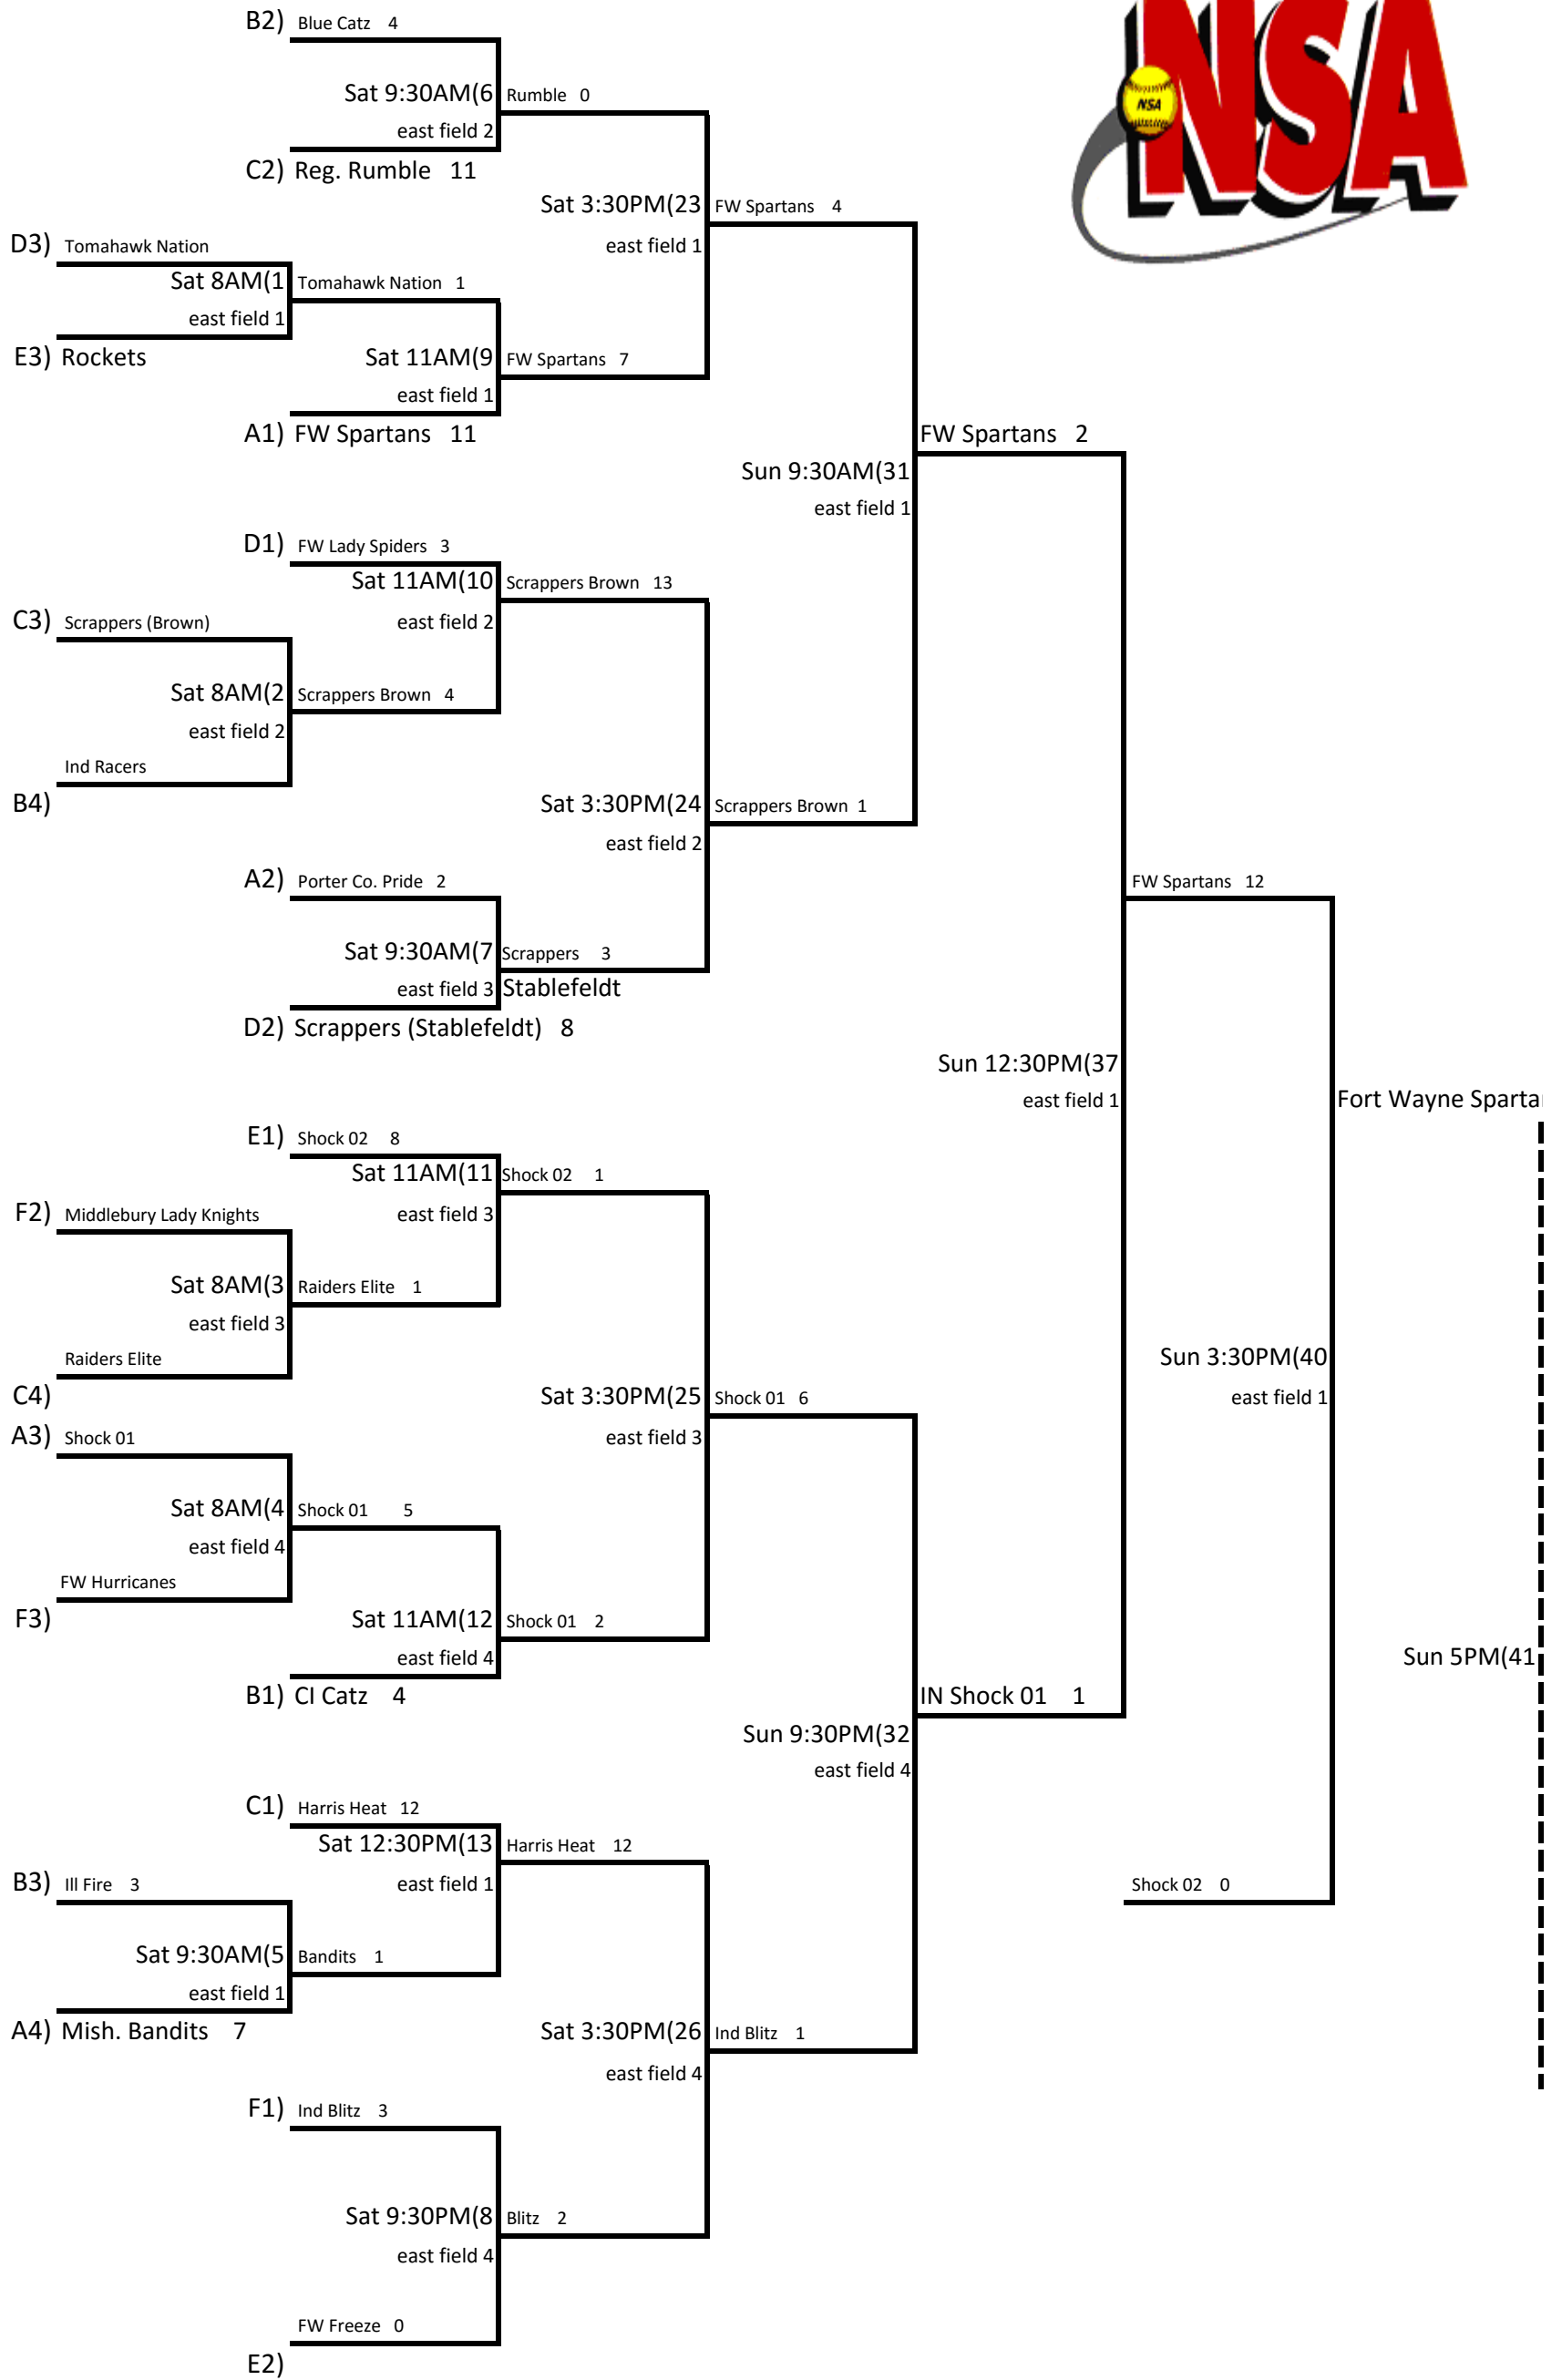 B2) Blue Catz 4
NSA
NSA
Sat 9:30AM(6 Rumble 0
east field 2
C2) Reg. Rumble 11
Sat 3:30PM(23 FW Spartans 4
east field 1
D3) Tomahawk Nation
Sat 8AM(1 Tomahawk Nation 1
east field 1
E3) Rockets
Sat 11AM(9 FW Spartans 7
east field 1
A1) FW Spartans 11
FW Spartans 2
Sun 9:30AM(31
east field 1
D1) FW Lady Spiders 3
Sat 11AM(10 Scrappers Brown 13
east field 2
C3) Scrappers (Brown)
Sat 8AM(2 Scrappers Brown 4
east field 2
Ind Racers
B4)
Sat 3:30PM(24 Scrappers Brown 1
east field 2
A2) Porter Co. Pride 2
FW Spartans 12
Sat 9:30AM(7 Scrappers 3
east field 3 Stablefeldt
D2) Scrappers (Stablefeldt) 8
Sun 12:30PM(37
east field 1
Fort Wayne Sparta
E1) Shock 02 8
Sat 11AM(11 Shock 02 1
east field 3
F2) Middlebury Lady Knights
Sat 8AM(3 Raiders Elite 1
east field 3
Raiders Elite
C4)
Sun 3:30PM(40
east field 1
Sat 3:30PM(25 Shock 01 6
east field 3
A3) Shock 01
Sat 8AM(4 Shock 01 5
east field 4
FW Hurricanes
F3)
Sat 11AM(12 Shock 01 2
east field 4
Sun 5PM(41
B1) CI Catz 4
IN Shock 01 1
Sun 9:30PM(32
east field 4
C1) Harris Heat 12
Sat 12:30PM(13 Harris Heat 12
east field 1
B3) Ill Fire 3
Shock 02 0
Sat 9:30AM(5 Bandits 1
east field 1
A4) Mish. Bandits 7
Sat 3:30PM(26 Ind Blitz 1
east field 4
F1) Ind Blitz 3
Sat 9:30PM(8 Blitz 2
east field 4
FW Freeze 0
E2)